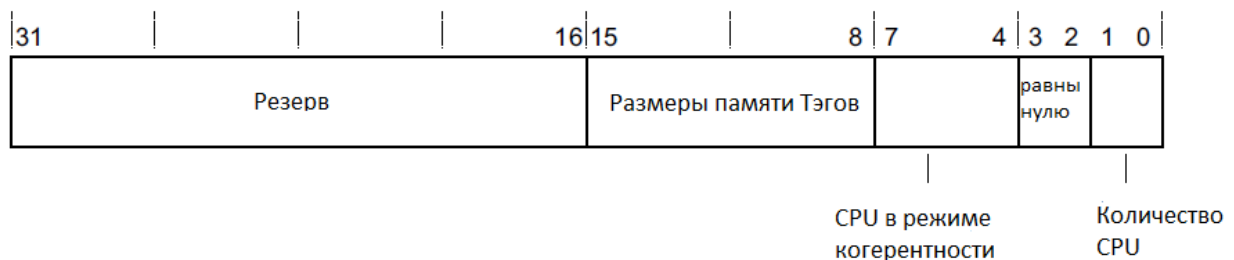 31 16 15 8 7 4 3 2 1 0
Резерв
Размеры памяти Тэгов
равны
нулю
CPU в режиме
когерентности
Количество
CPU